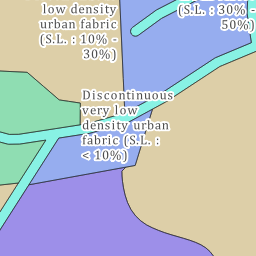 low density
urban fabric
(S.L. : 10% -
30%)
(S.L. : 30% -
50%)
Discontinuous
very low
density urban
fabric (S.L. :
< 10%)